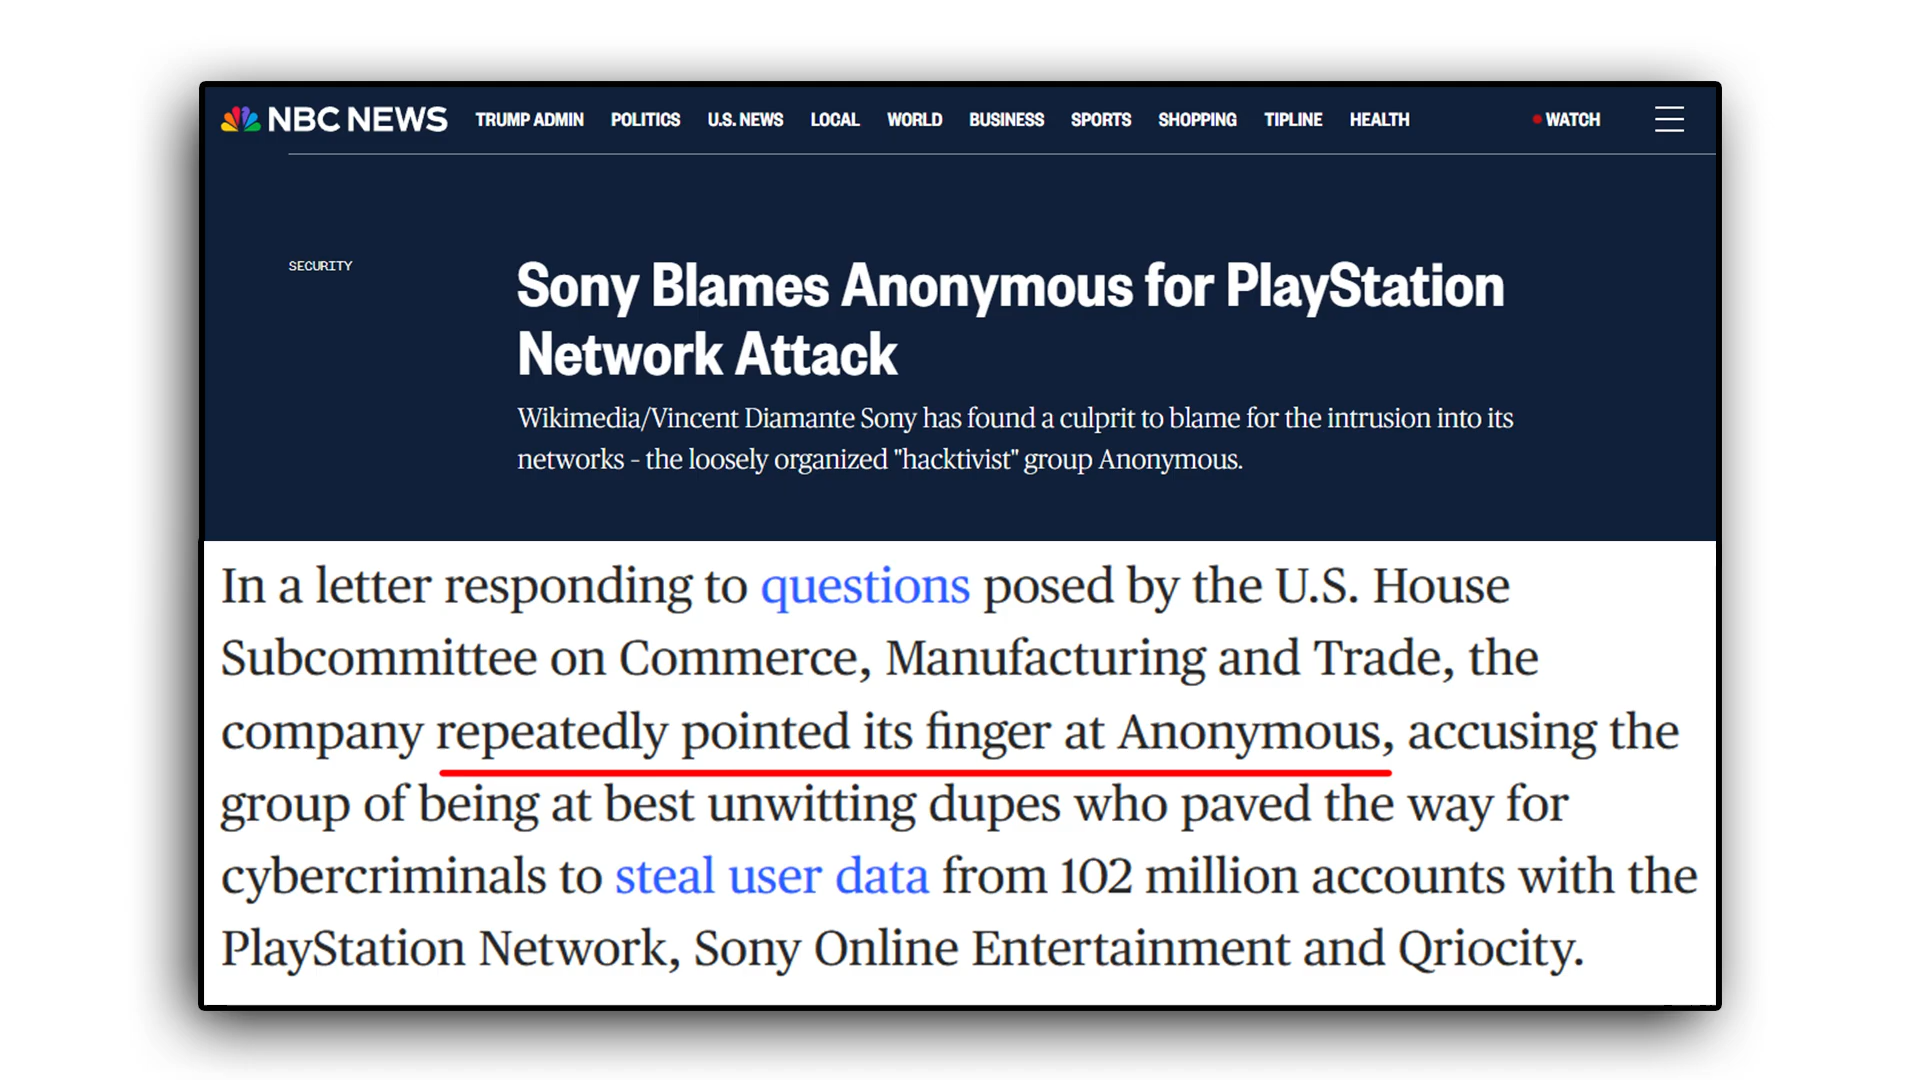 NBC NEWS TRUMP ADMIN POLITICS U.S. NEWS LOCAL WORLD BUSINESS SPORTS SHOPPING TIPLINE HEALTH WATCH
SECURITY
Sony Blames Anonymous for PlayStation
Network Attack
Wikimedia/Vincent Diamante Sony has found a culprit to blame for the intrusion into its
networks - the loosely organized "hacktivist" group Anonymous.
In a letter responding to questions posed by the U.S. House
Subcommittee on Commerce, Manufacturing and Trade, the
company repeatedly pointed its finger at Anonymous, accusing the
group of being at best unwitting dupes who paved the way for
cybercriminals to steal user data from 102 million accounts with the
PlayStation Network, Sony Online Entertainment and Qriocity.